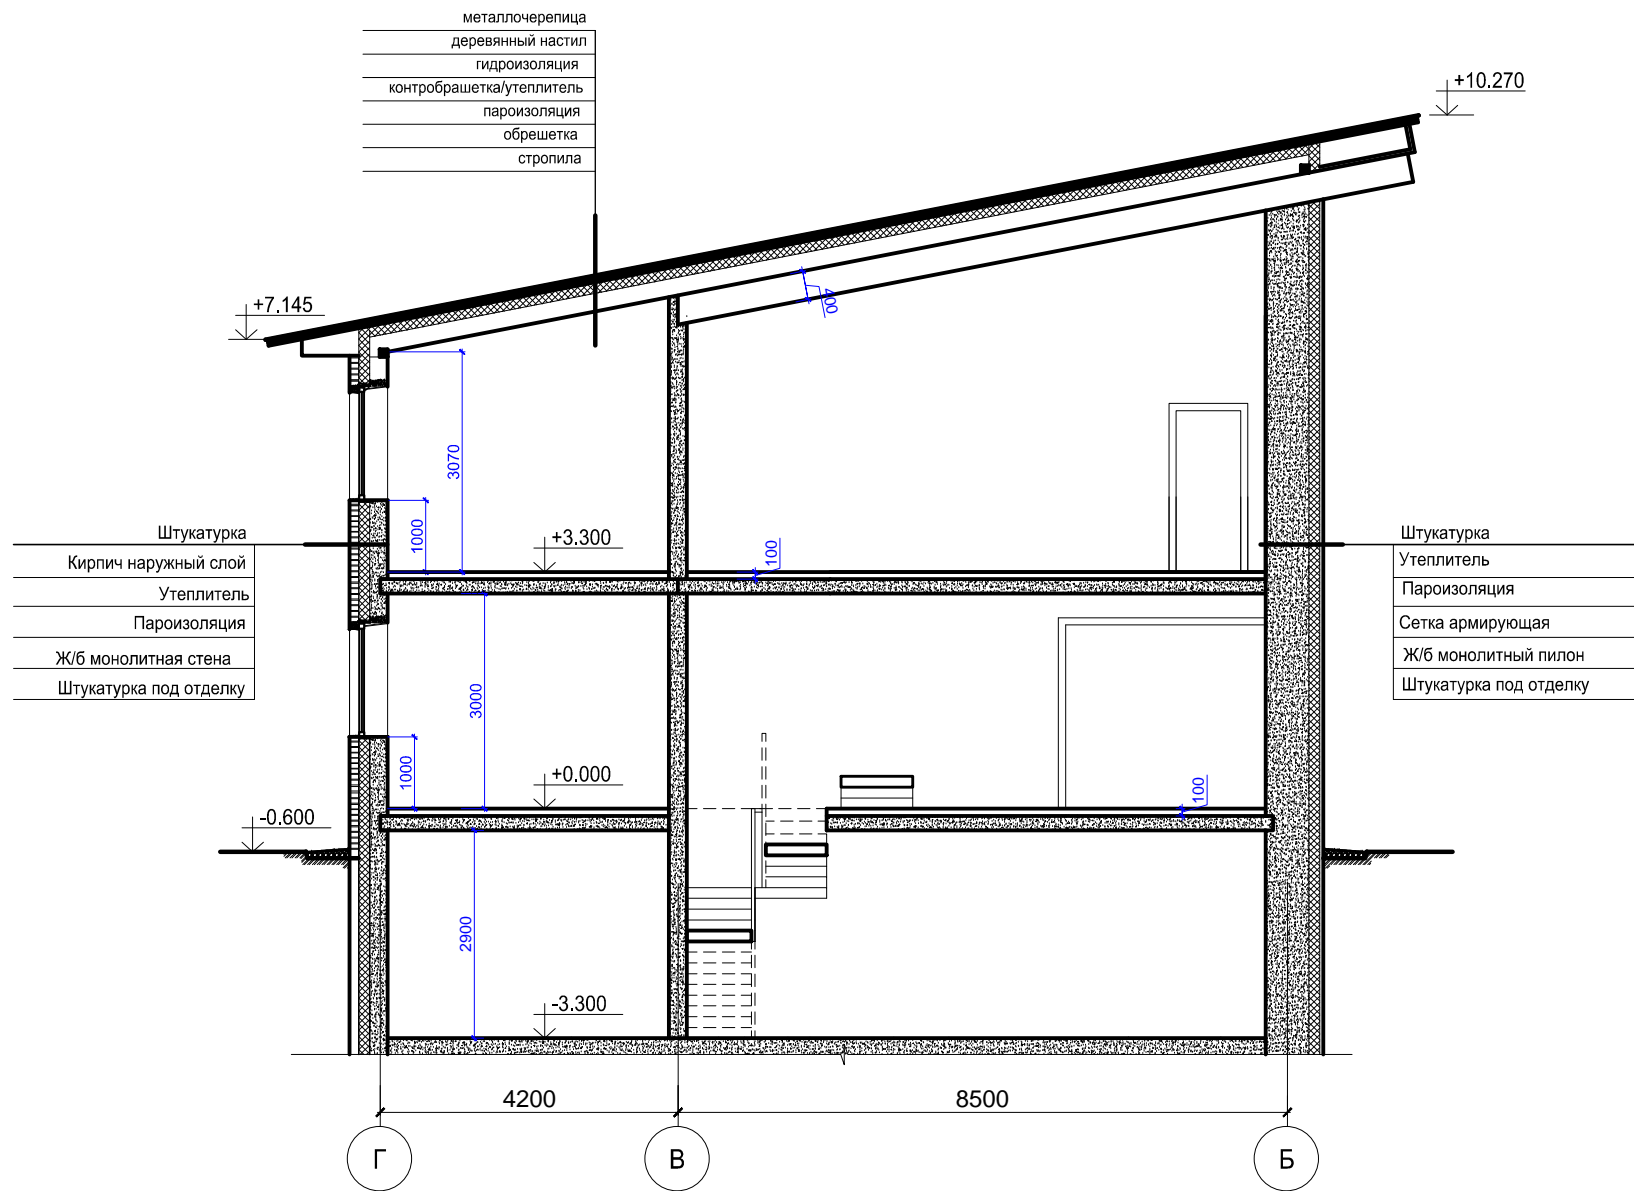 металлочерепица
деревянный настил
гидроизоляция
контробрашетка/утеплитель
пароизоляция
обрешетка
стропила
+10.270
+7.145
400
3070
1000
Штукатурка
Кирпич наружный слой
Утеплитель
Пароизоляция
Ж/б монолитная стена
Штукатурка под отделку
+3.300
100
Штукатурка
Утеплитель
Пароизоляция
Сетка армирующая
Ж/б монолитный пилон
Штукатурка под отделку
3000
1000
+0.000
100
-0.600
2900
-3.300
4200
8500
Г
В
Б